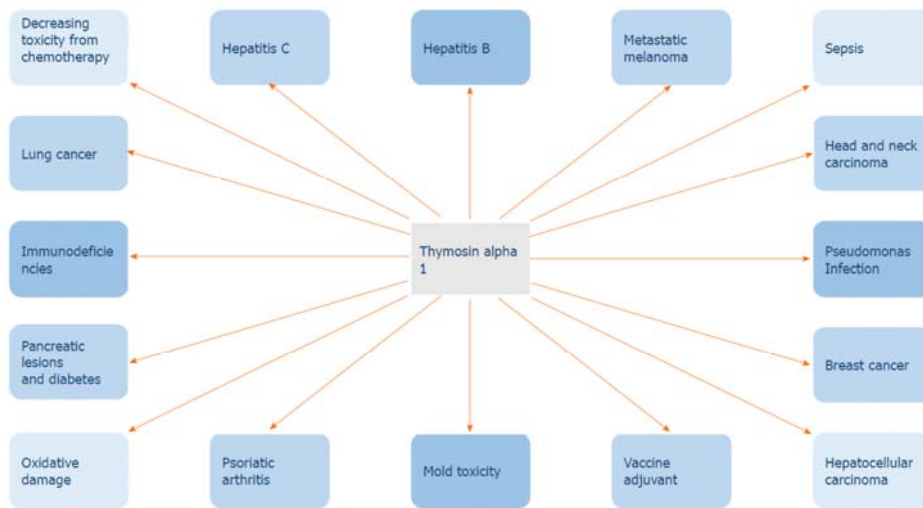 Decreasing
toxicity from
chemotherapy
Hepatitis C
Hepatitis B
Metastatic
melanoma
Sepsis
Lung cancer
Head and neck
carcinoma
Immunodeficie
ncies
Thymosin alpha
1
Pseudomonas
Infection
Pancreatic
lesions
and diabetes
Breast cancer
Oxidative
damage
Psoriatic
arthritis
Mold toxicity
Vaccine
adjuvant
Hepatocellular
carcinoma